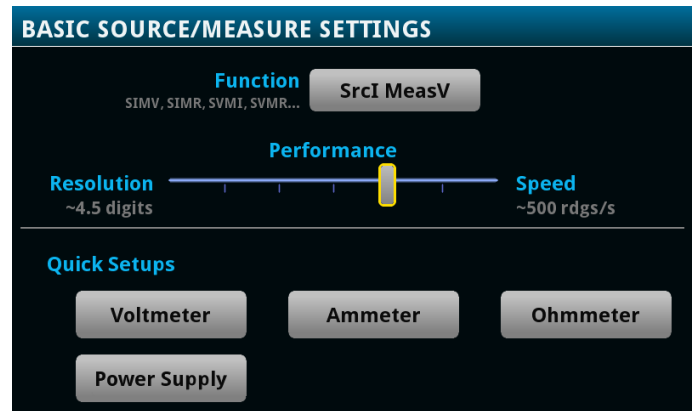 BASIC SOURCE/MEASURE SETTINGS
Function
SrcI MeasV
SIMV, SIMR, SVMI, SVMR...
Performance
Resolution
~4.5 digits
Speed
~500 rdgs/s
Quick Setups
Voltmeter
Ammeter
Ohmmeter
Power Supply